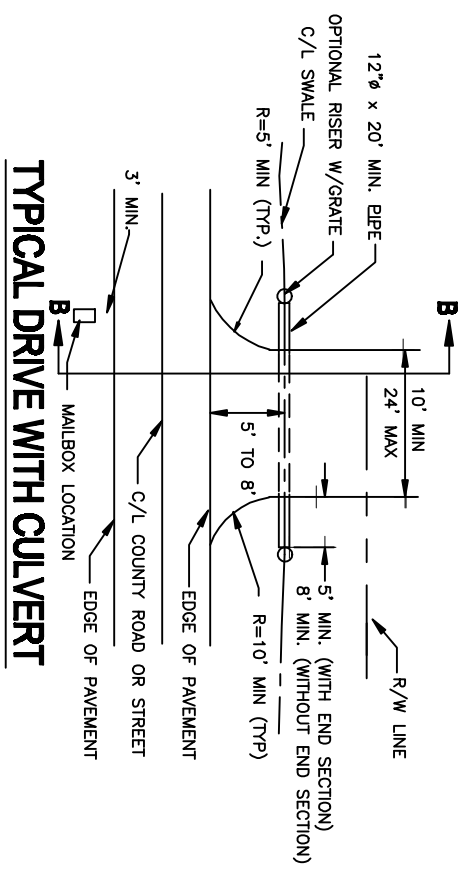 B
12"ø x 20' MIN. PIPE
OPTIONAL RISER W/GRATE
C/L SWALE
R=5' MIN (TYP.)
10' MIN
24' MAX
R/W LINE
5' MIN. (WITH END SECTION)
8' MIN. (WITHOUT END SECTION)
5' TO 8'
R=10' MIN (TYP)
EDGE OF PAVEMENT
C/L COUNTY ROAD OR STREET
3' MIN.
EDGE OF PAVEMENT
B
MAILBOX LOCATION
TYPICAL DRIVE WITH CULVERT